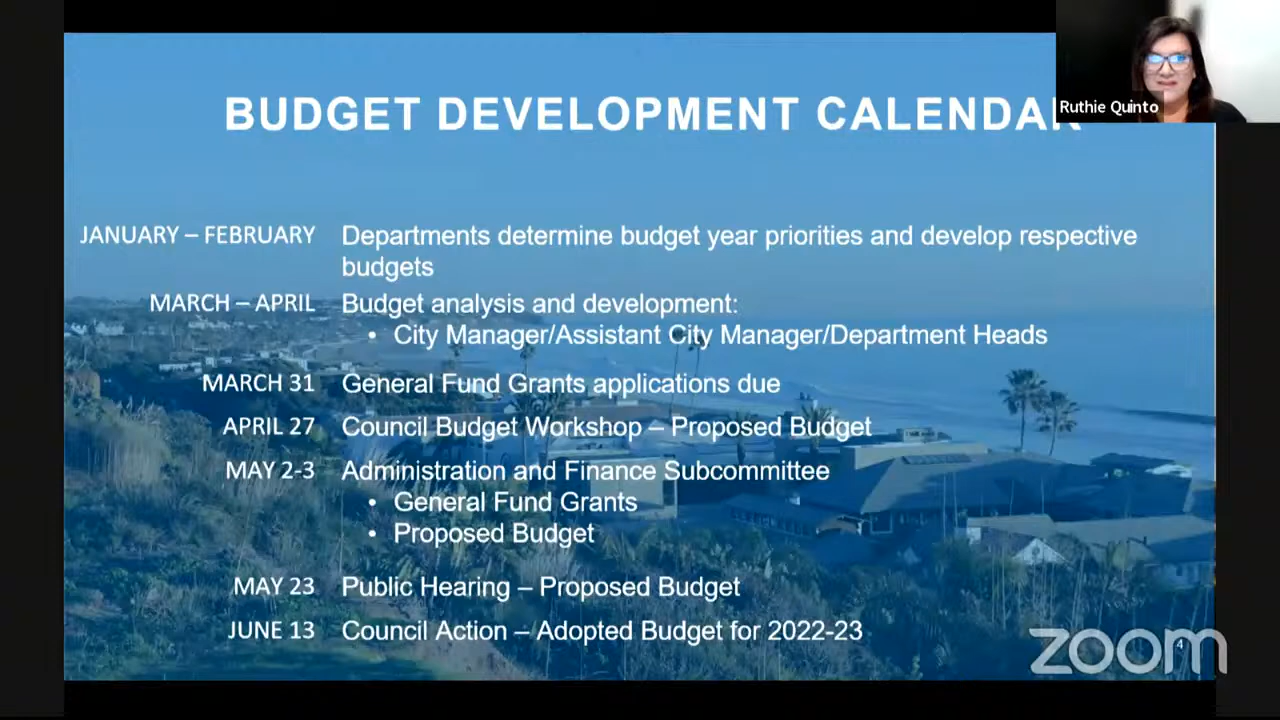 BUDGET DEVELOPMENT CALENDAR
Ruthie Quinto
JANUARY – FEBRUARY Departments determine budget year priorities and develop respective
budgets
MARCH – APRIL Budget analysis and development:
• City Manager/Assistant City Manager/Department Heads
MARCH 31 General Fund Grants applications due
APRIL 27 Council Budget Workshop – Proposed Budget
MAY 2-3 Administration and Finance Subcommittee
• General Fund Grants
• Proposed Budget
MAY 23 Public Hearing – Proposed Budget
JUNE 13 Council Action – Adopted Budget for 2022-23
zoom
4